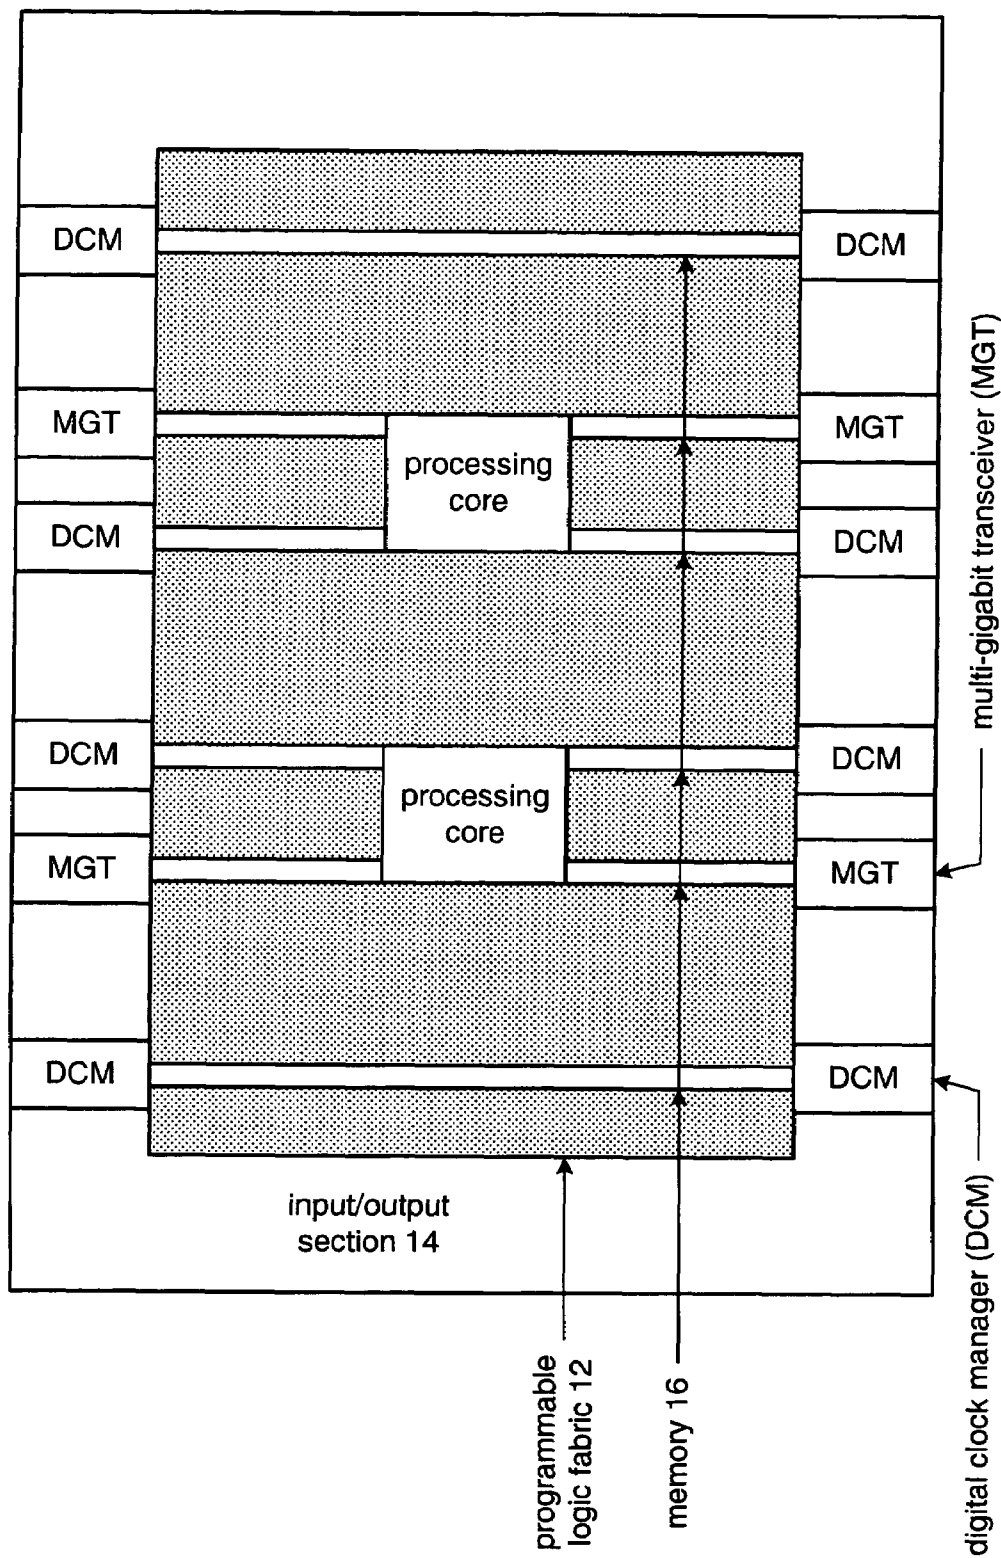 DCM
DCM
MGT
processing
core
MGT
DCM
DCM
DCM
processing
core
DCM
MGT
MGT
DCM
DCM
input/output
section 14
programmable
logic fabric 12
memory 16
multi-gigabit transceiver (MGT)
digital clock manager (DCM)